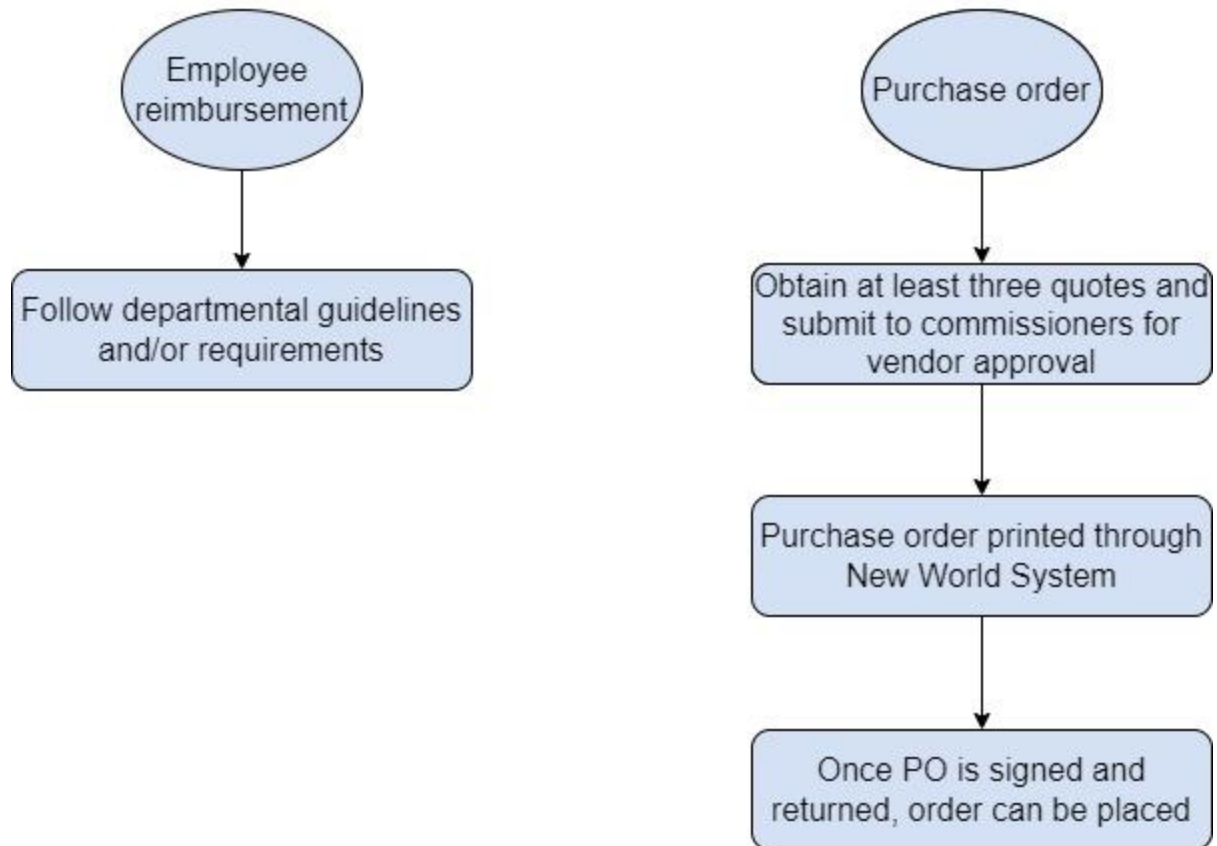 Employee
reimbursement
Follow departmental guidelines
and/or requirements
Purchase order
Obtain at least three quotes and
submit to commissioners for
vendor approval
Purchase order printed through
New World System
Once PO is signed and
returned, order can be placed